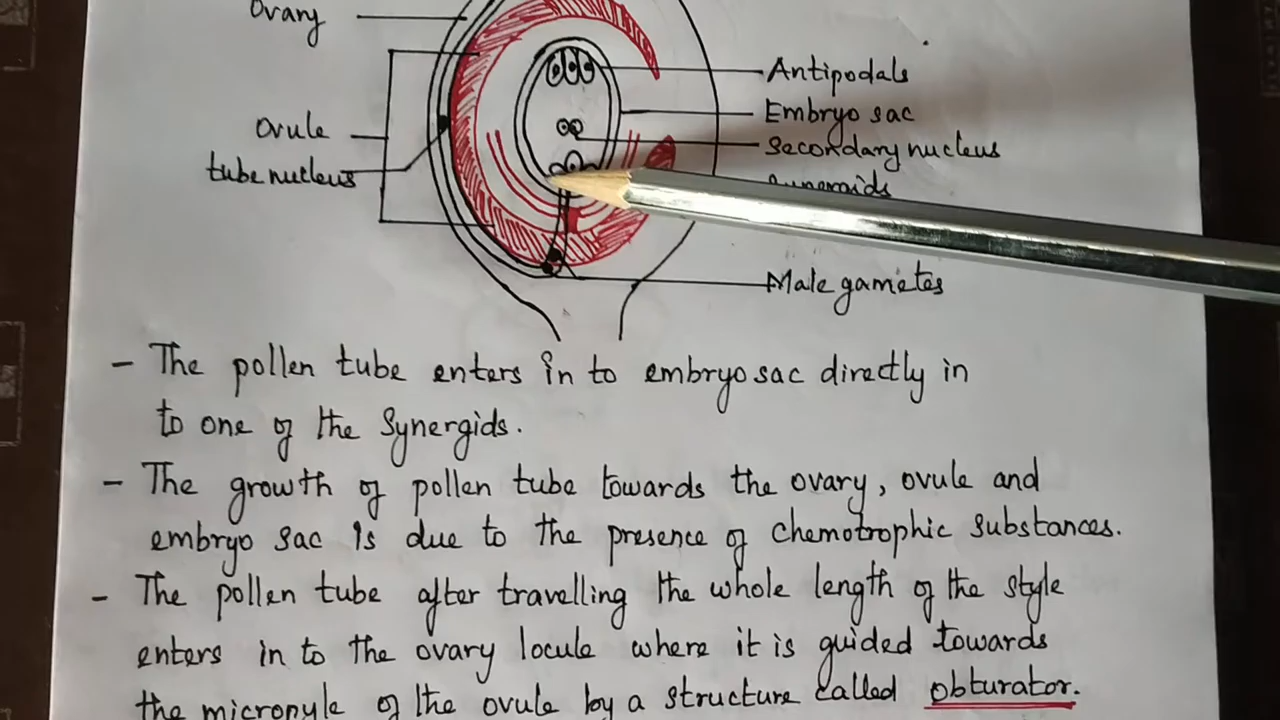 Ovary
Antipodals
Embryo sac
Ovule
Secondary nucleus
tube nucleus
Synergids
Male gametes
- The pollen tube enters in to embryo sac directly in
to one of the Synergids.
- The growth of pollen tube towards the ovary, ovule and
embryo sac is due to the presence of chemotrophic substances.
- The pollen tube after travelling the whole length of the style
enters in to the ovary locule where it is guided towards
the micropyle of the ovule by a structure called obturator.